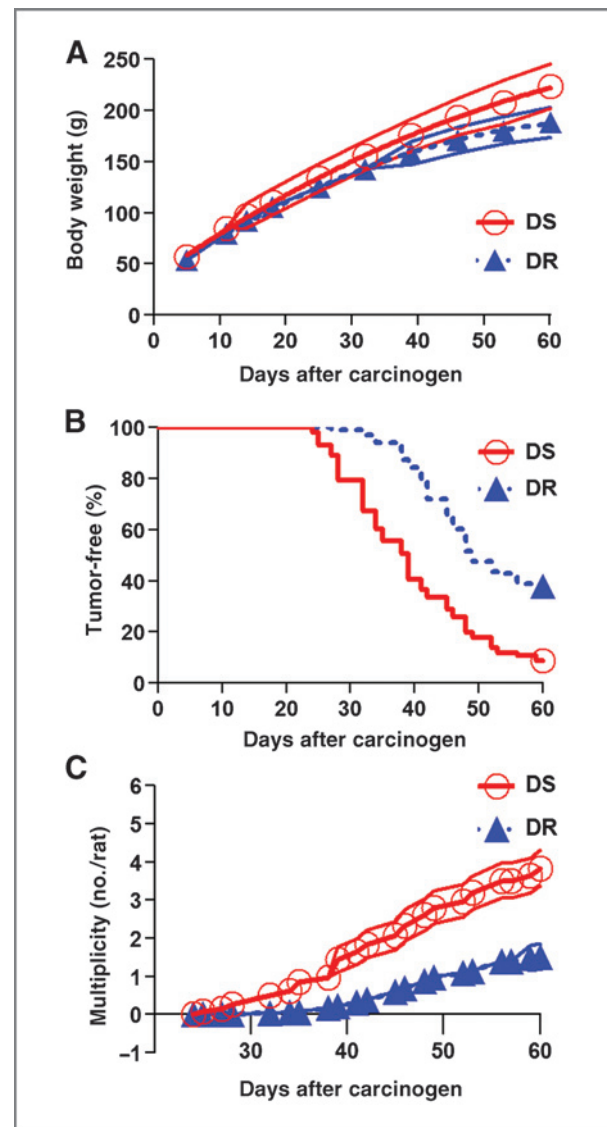 A
Body weight (g)
250
200
150
100
50
0
DS
DR
0 10 20 30 40 50 60
Days after carcinogen
B
Tumor-free (%)
100
80
60
40
20
0
DS
DR
0 10 20 30 40 50 60
Days after carcinogen
C
Multiplicity (no./rat)
6
5
4
3
2
1
0
−1
DS
DR
30 40 50 60
Days after carcinogen